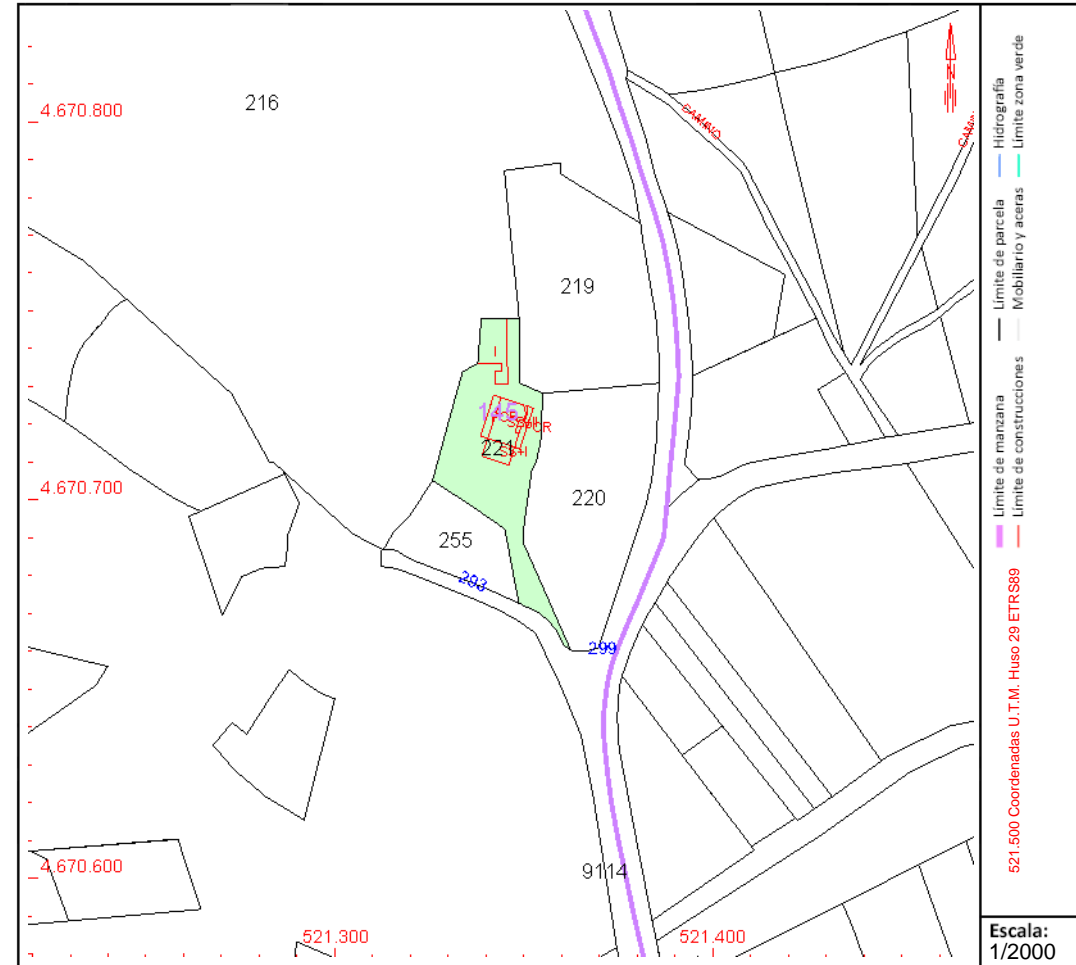 216
4.670.800
CAMINO
N
219
I
145
SS+I
221
220
4.670.700
255
293
299
4.670.600
9114
521.300
521.400
Hidrografía
Límite zona verde
Límite de parcela
Mobiliario y aceras
Límite de manzana
Límite de construcciones
521.500 Coordenadas U.T.M. Huso 29 ETRS89
Escala:
1/2000